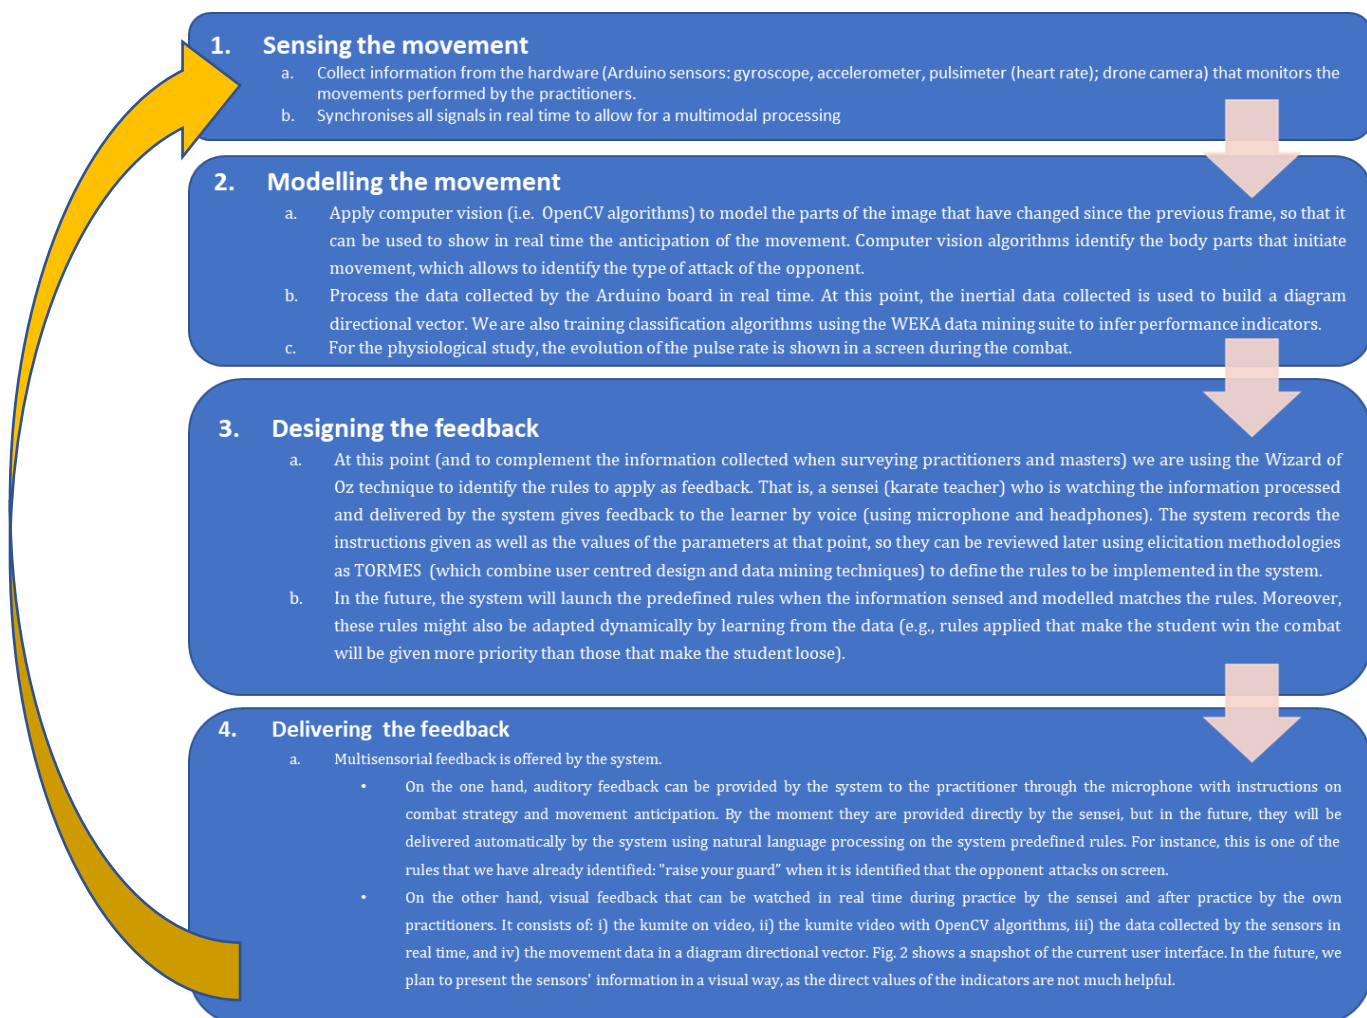 1. Sensing the movement
a. Collect information from the hardware (Arduino sensors: gyroscope, accelerometer, pulsimeter (heart rate); drone camera) that monitors the
movements performed by the practitioners.
b. Synchronises all signals in real time to allow for a multimodal processing
2. Modelling the movement
a. Apply computer vision (i.e. OpenCV algorithms) to model the parts of the image that have changed since the previous frame, so that it
can be used to show in real time the anticipation of the movement. Computer vision algorithms identify the body parts that initiate
movement, which allows to identify the type of attack of the opponent.
b. Process the data collected by the Arduino board in real time. At this point, the inertial data collected is used to build a diagram
directional vector. We are also training classification algorithms using the WEKA data mining suite to infer performance indicators.
c. For the physiological study, the evolution of the pulse rate is shown in a screen during the combat.
3. Designing the feedback
a. At this point (and to complement the information collected when surveying practitioners and masters) we are using the Wizard of
Oz technique to identify the rules to apply as feedback. That is, a sensei (karate teacher) who is watching the information processed
and delivered by the system gives feedback to the learner by voice (using microphone and headphones). The system records the
instructions given as well as the values of the parameters at that point, so they can be reviewed later using elicitation methodologies
as TORMES (which combine user centred design and data mining techniques) to define the rules to be implemented in the system.
b. In the future, the system will launch the predefined rules when the information sensed and modelled matches the rules. Moreover,
these rules might also be adapted dynamically by learning from the data (e.g., rules applied that make the student win the combat
will be given more priority than those that make the student loose).
4. Delivering the feedback
a. Multisensorial feedback is offered by the system.
• On the one hand, auditory feedback can be provided by the system to the practitioner through the microphone with instructions on
combat strategy and movement anticipation. By the moment they are provided directly by the sensei, but in the future, they will be
delivered automatically by the system using natural language processing on the system predefined rules. For instance, this is one of the
rules that we have already identified: "raise your guard” when it is identified that the opponent attacks on screen.
• On the other hand, visual feedback that can be watched in real time during practice by the sensei and after practice by the own
practitioners. It consists of: i) the kumite on video, ii) the kumite video with OpenCV algorithms, iii) the data collected by the sensors in
real time, and iv) the movement data in a diagram directional vector. Fig. 2 shows a snapshot of the current user interface. In the future, we
plan to present the sensors' information in a visual way, as the direct values of the indicators are not much helpful.